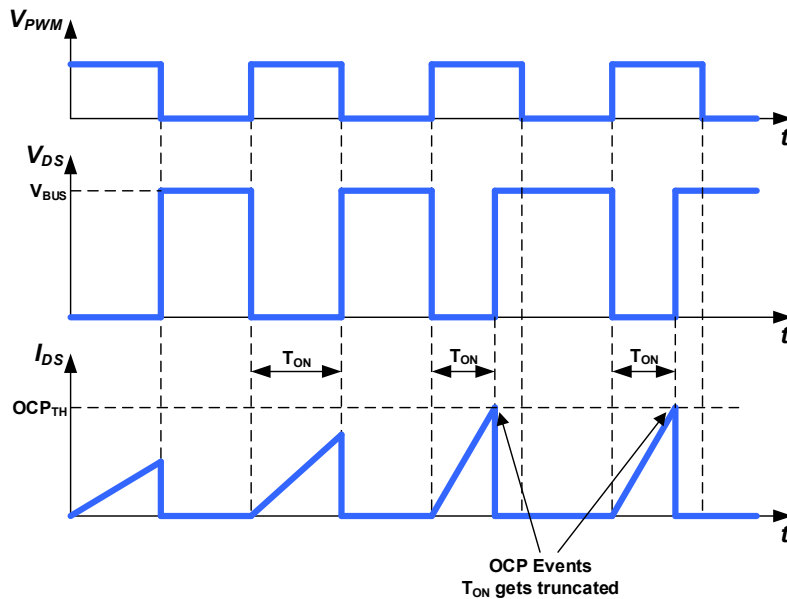 VPWM
t
VDS
VBUS
t
IDS
TON
TON
TON
OCPTH
t
OCP Events
TON gets truncated